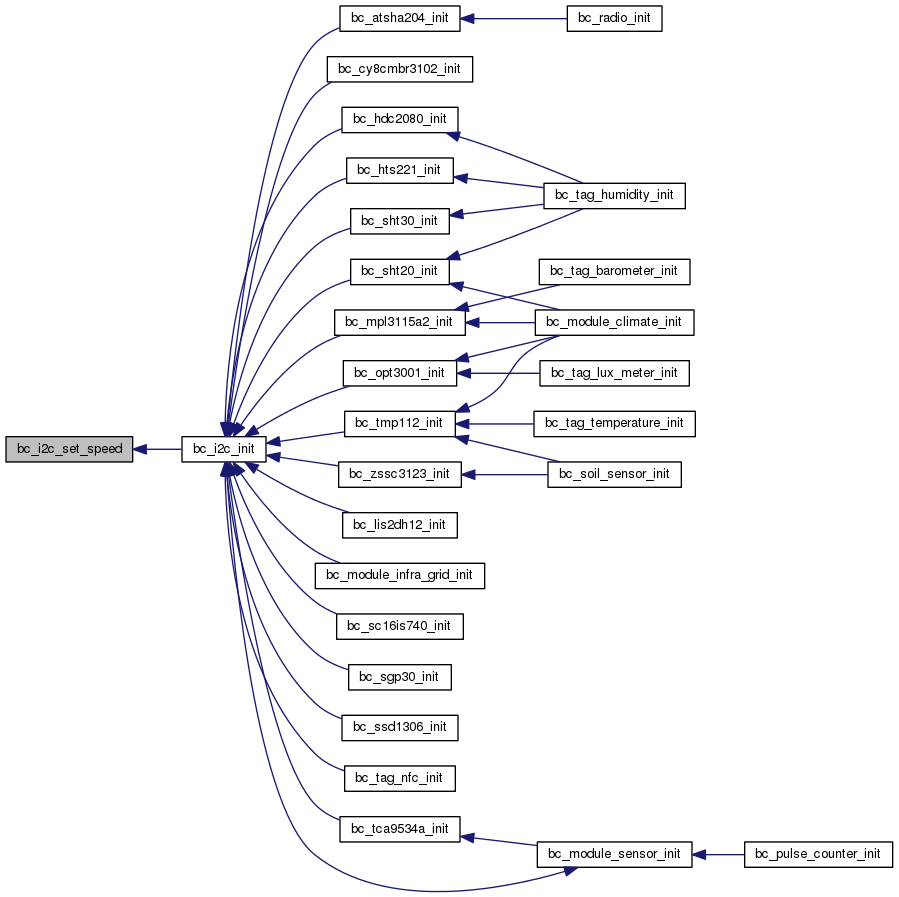 bc_atsha204_init
bc_radio_init
bc_cy8cmbr3102_init
bc_hdc2080_init
bc_hts221_init
bc_tag_humidity_init
bc_sht30_init
bc_sht20_init
bc_tag_barometer_init
bc_mpl3115a2_init
bc_module_climate_init
bc_opt3001_init
bc_tag_lux_meter_init
bc_tmp112_init
bc_tag_temperature_init
bc_i2c_set_speed
bc_i2c_init
bc_zssc3123_init
bc_soil_sensor_init
bc_lis2dh12_init
bc_module_infra_grid_init
bc_sc16is740_init
bc_sgp30_init
bc_ssd1306_init
bc_tag_nfc_init
bc_tca9534a_init
bc_module_sensor_init
bc_pulse_counter_init